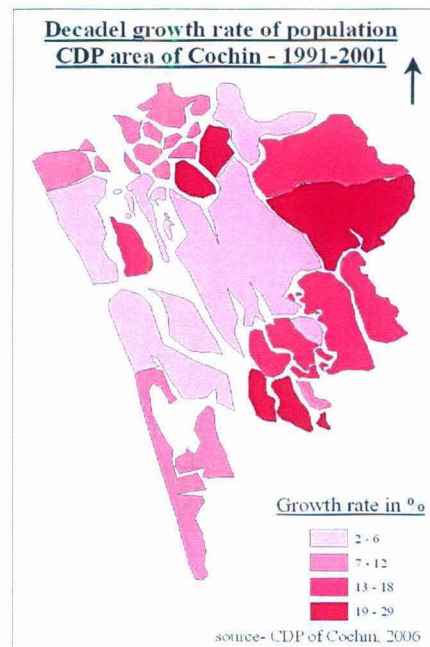 Decadel growth rate of population
CDP area of Cochin - 1991-2001
Growth rate in %
2 - 6
7 - 12
13 - 18
19 - 29
source- CDP of Cochin, 2006